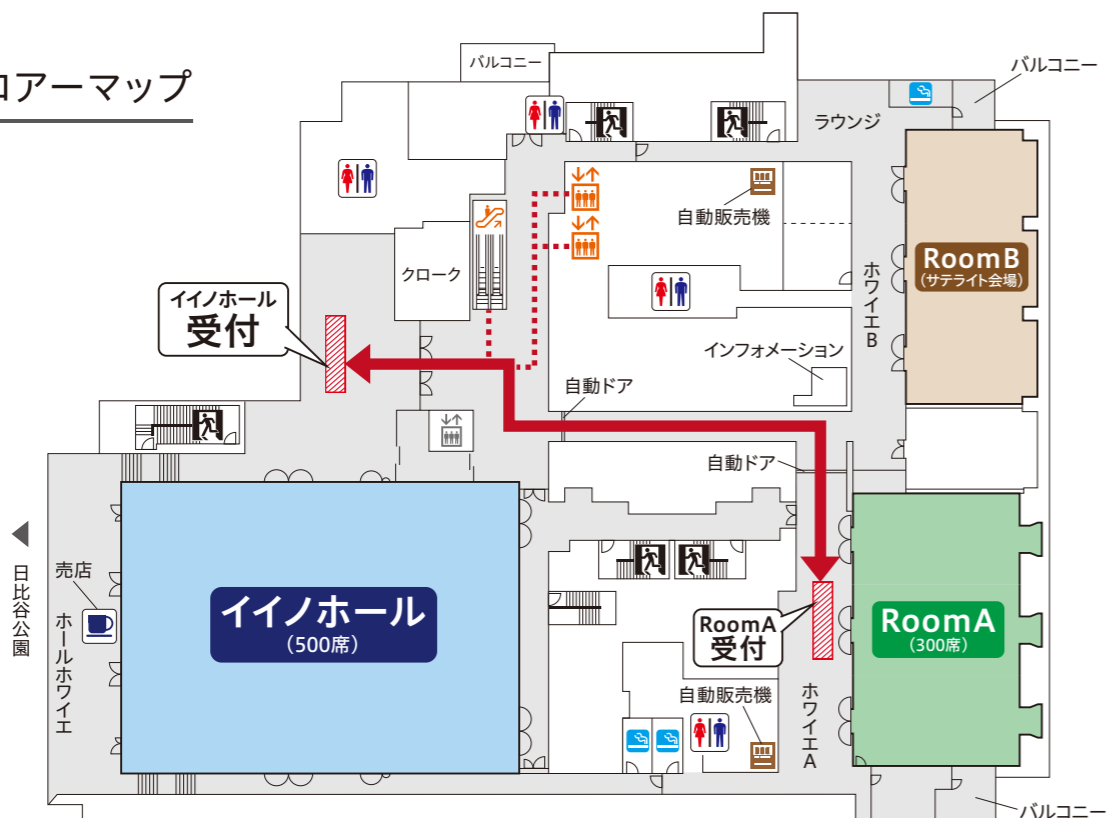 ロアーマップ
バルコニー
バルコニー
ラウンジ
自動販売機
クローク
RoomB
(サテライト会場)
ホワイエB
イイノホール
受付
インフォメーション
自動ドア
自動ドア
日比谷公園
売店
ホールホワイエ
イイノホール
(500席)
RoomA
受付
RoomA
(300席)
自動販売機
ホワイエA
バルコニー